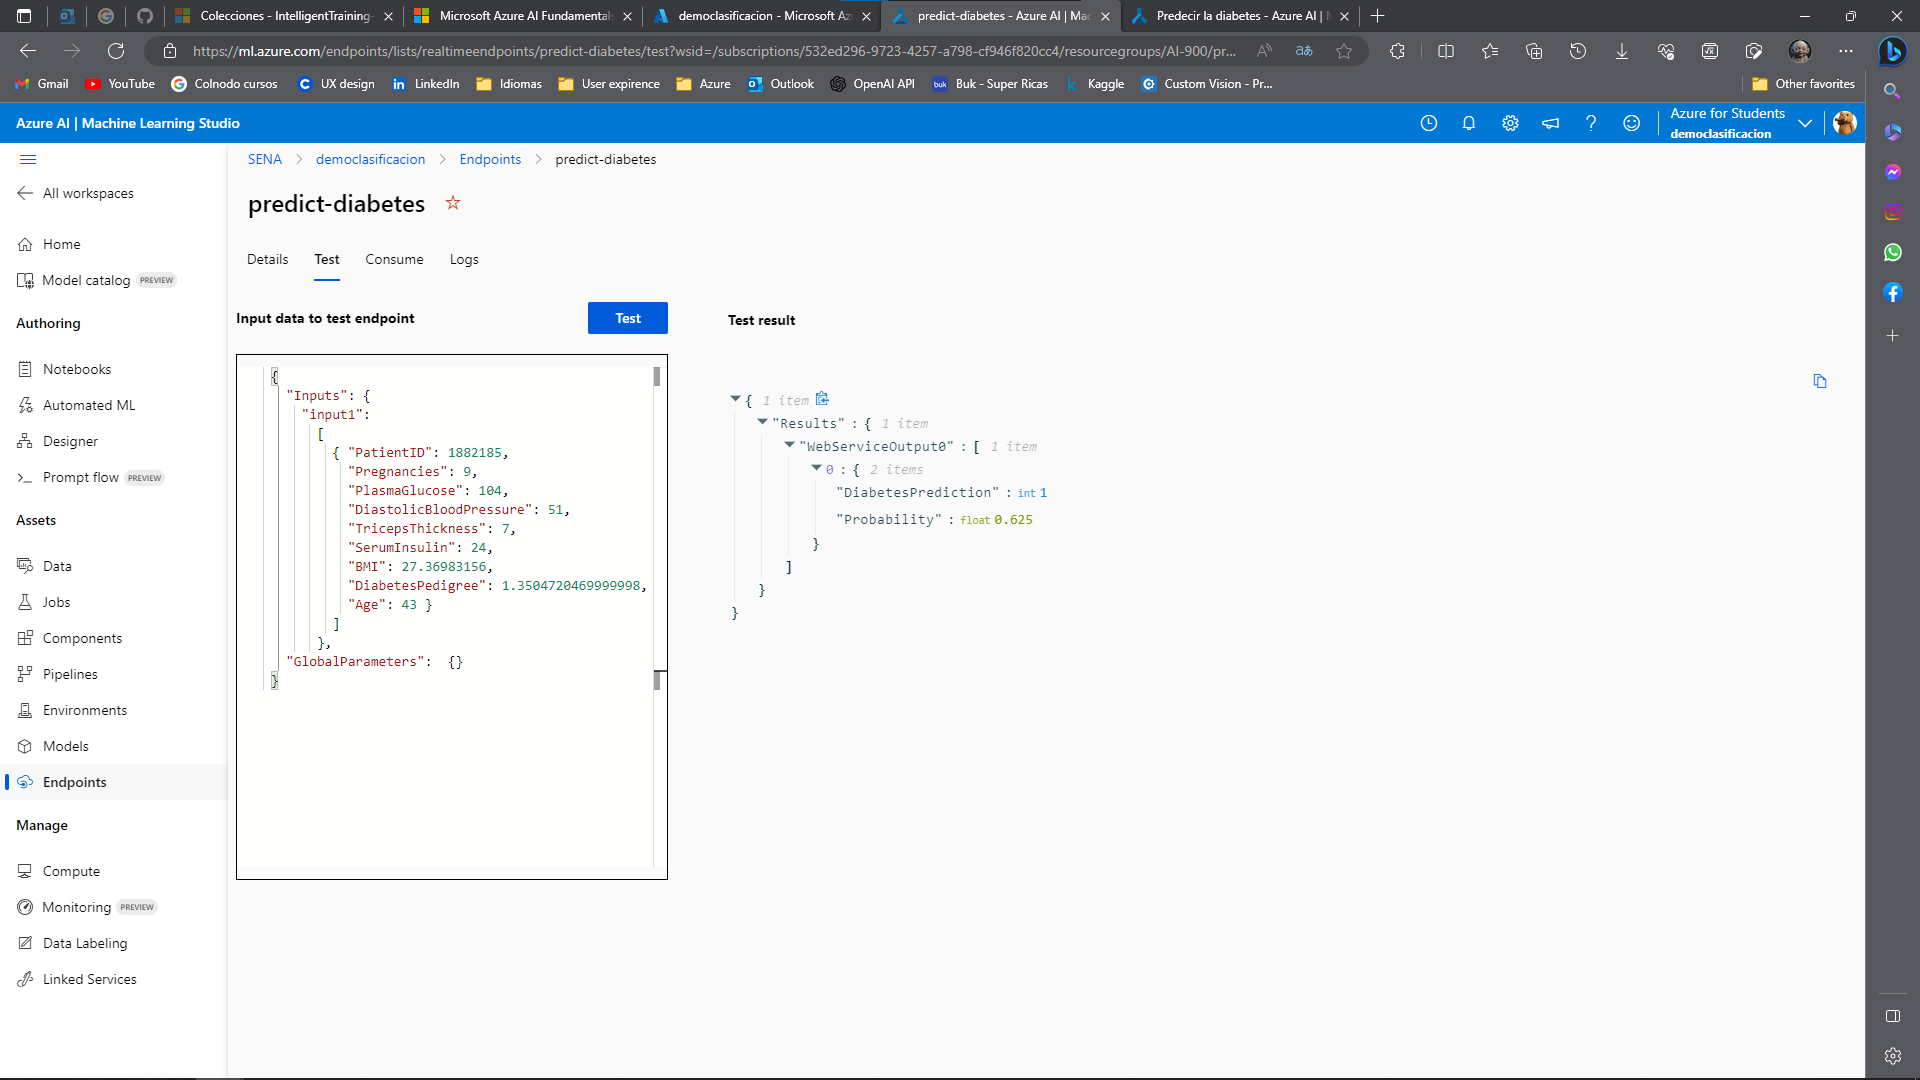 Colecciones - IntelligentTraining-
Microsoft Azure AI Fundamentals
democlasificacion - Microsoft Az
predict-diabetes - Azure AI | Mac
Predecir la diabetes - Azure AI | M
https://ml.azure.com/endpoints/lists/realtimeendpoints/predict-diabetes/test?wsid=/subscriptions/532ed296-9723-4257-a798-cf946f820cc4/resourcegroups/AI-900/pr...
Gmail YouTube Colnodo cursos UX design LinkedIn Idiomas User expirence Azure Outlook OpenAI API Buk - Super Ricas Kaggle Custom Vision - Pr... Other favorites
Azure AI | Machine Learning Studio
Azure for Students
democlasificacion
SENA > democlasificacion > Endpoints > predict-diabetes
All workspaces
Home
Model catalog PREVIEW
Authoring
Notebooks
Automated ML
Designer
Prompt flow PREVIEW
Assets
Data
Jobs
Components
Pipelines
Environments
Models
Endpoints
Manage
Compute
Monitoring PREVIEW
Data Labeling
Linked Services
predict-diabetes
Details Test Consume Logs
Input data to test endpoint
Test
{
"Inputs": {
"input1":
[
{ "PatientID": 1882185,
"Pregnancies": 9,
"PlasmaGlucose": 104,
"DiastolicBloodPressure": 51,
"TricepsThickness": 7,
"SerumInsulin": 24,
"BMI": 27.36983156,
"DiabetesPedigree": 1.3504720469999998,
"Age": 43 }
]
},
"GlobalParameters": {}
}
Test result
{ 1 item
"Results" : { 1 item
"WebServiceOutput0" : [ 1 item
0 : { 2 items
"DiabetesPrediction" : int 1
"Probability" : float 0.625
}
]
}
}